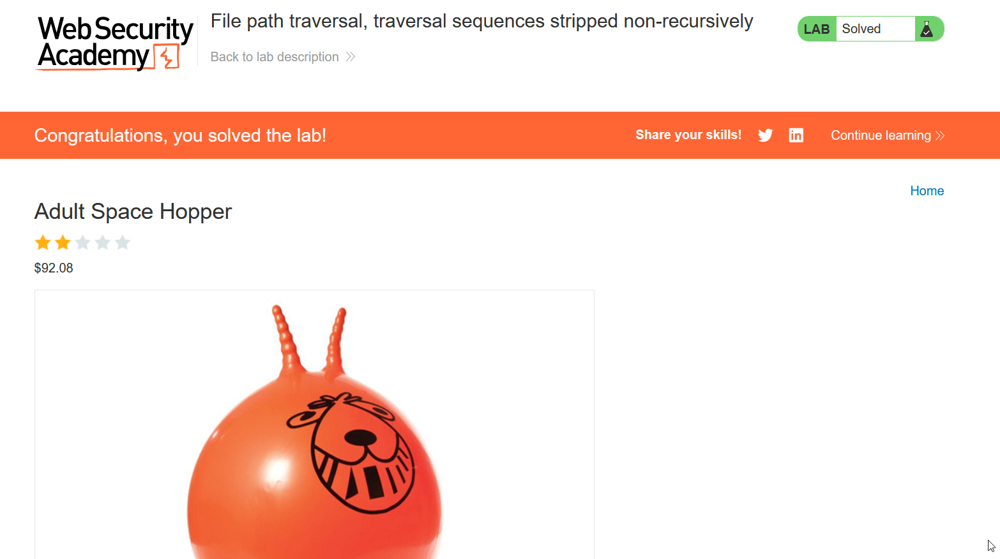 Web Security
Academy
File path traversal, traversal sequences stripped non-recursively
Back to lab description
LAB Solved
Congratulations, you solved the lab!
Share your skills!
Continue learning
Home
Adult Space Hopper
$92.08